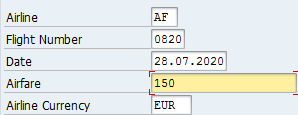 Airline AF
Flight Number 0820
Date 28.07.2020
Airfare 150
Airline Currency EUR